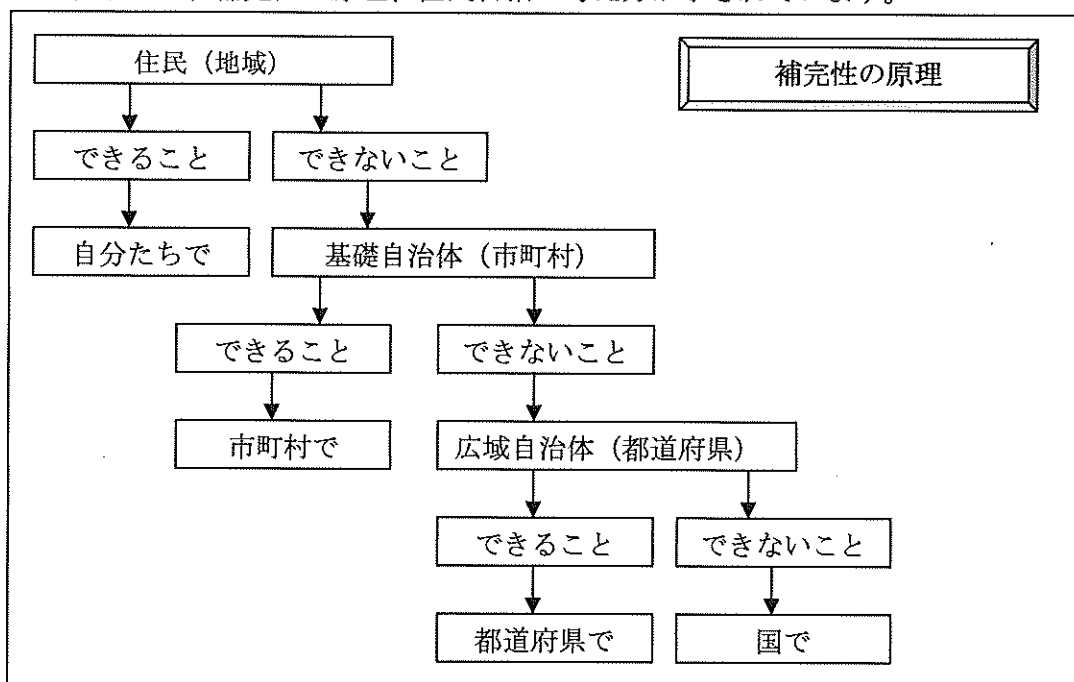 住民（地域）
補完性の原理
できること
できないこと
自分たちで
基礎自治体（市町村）
できること
できないこと
市町村で
広域自治体（都道府県）
できること
できないこと
都道府県で
国で